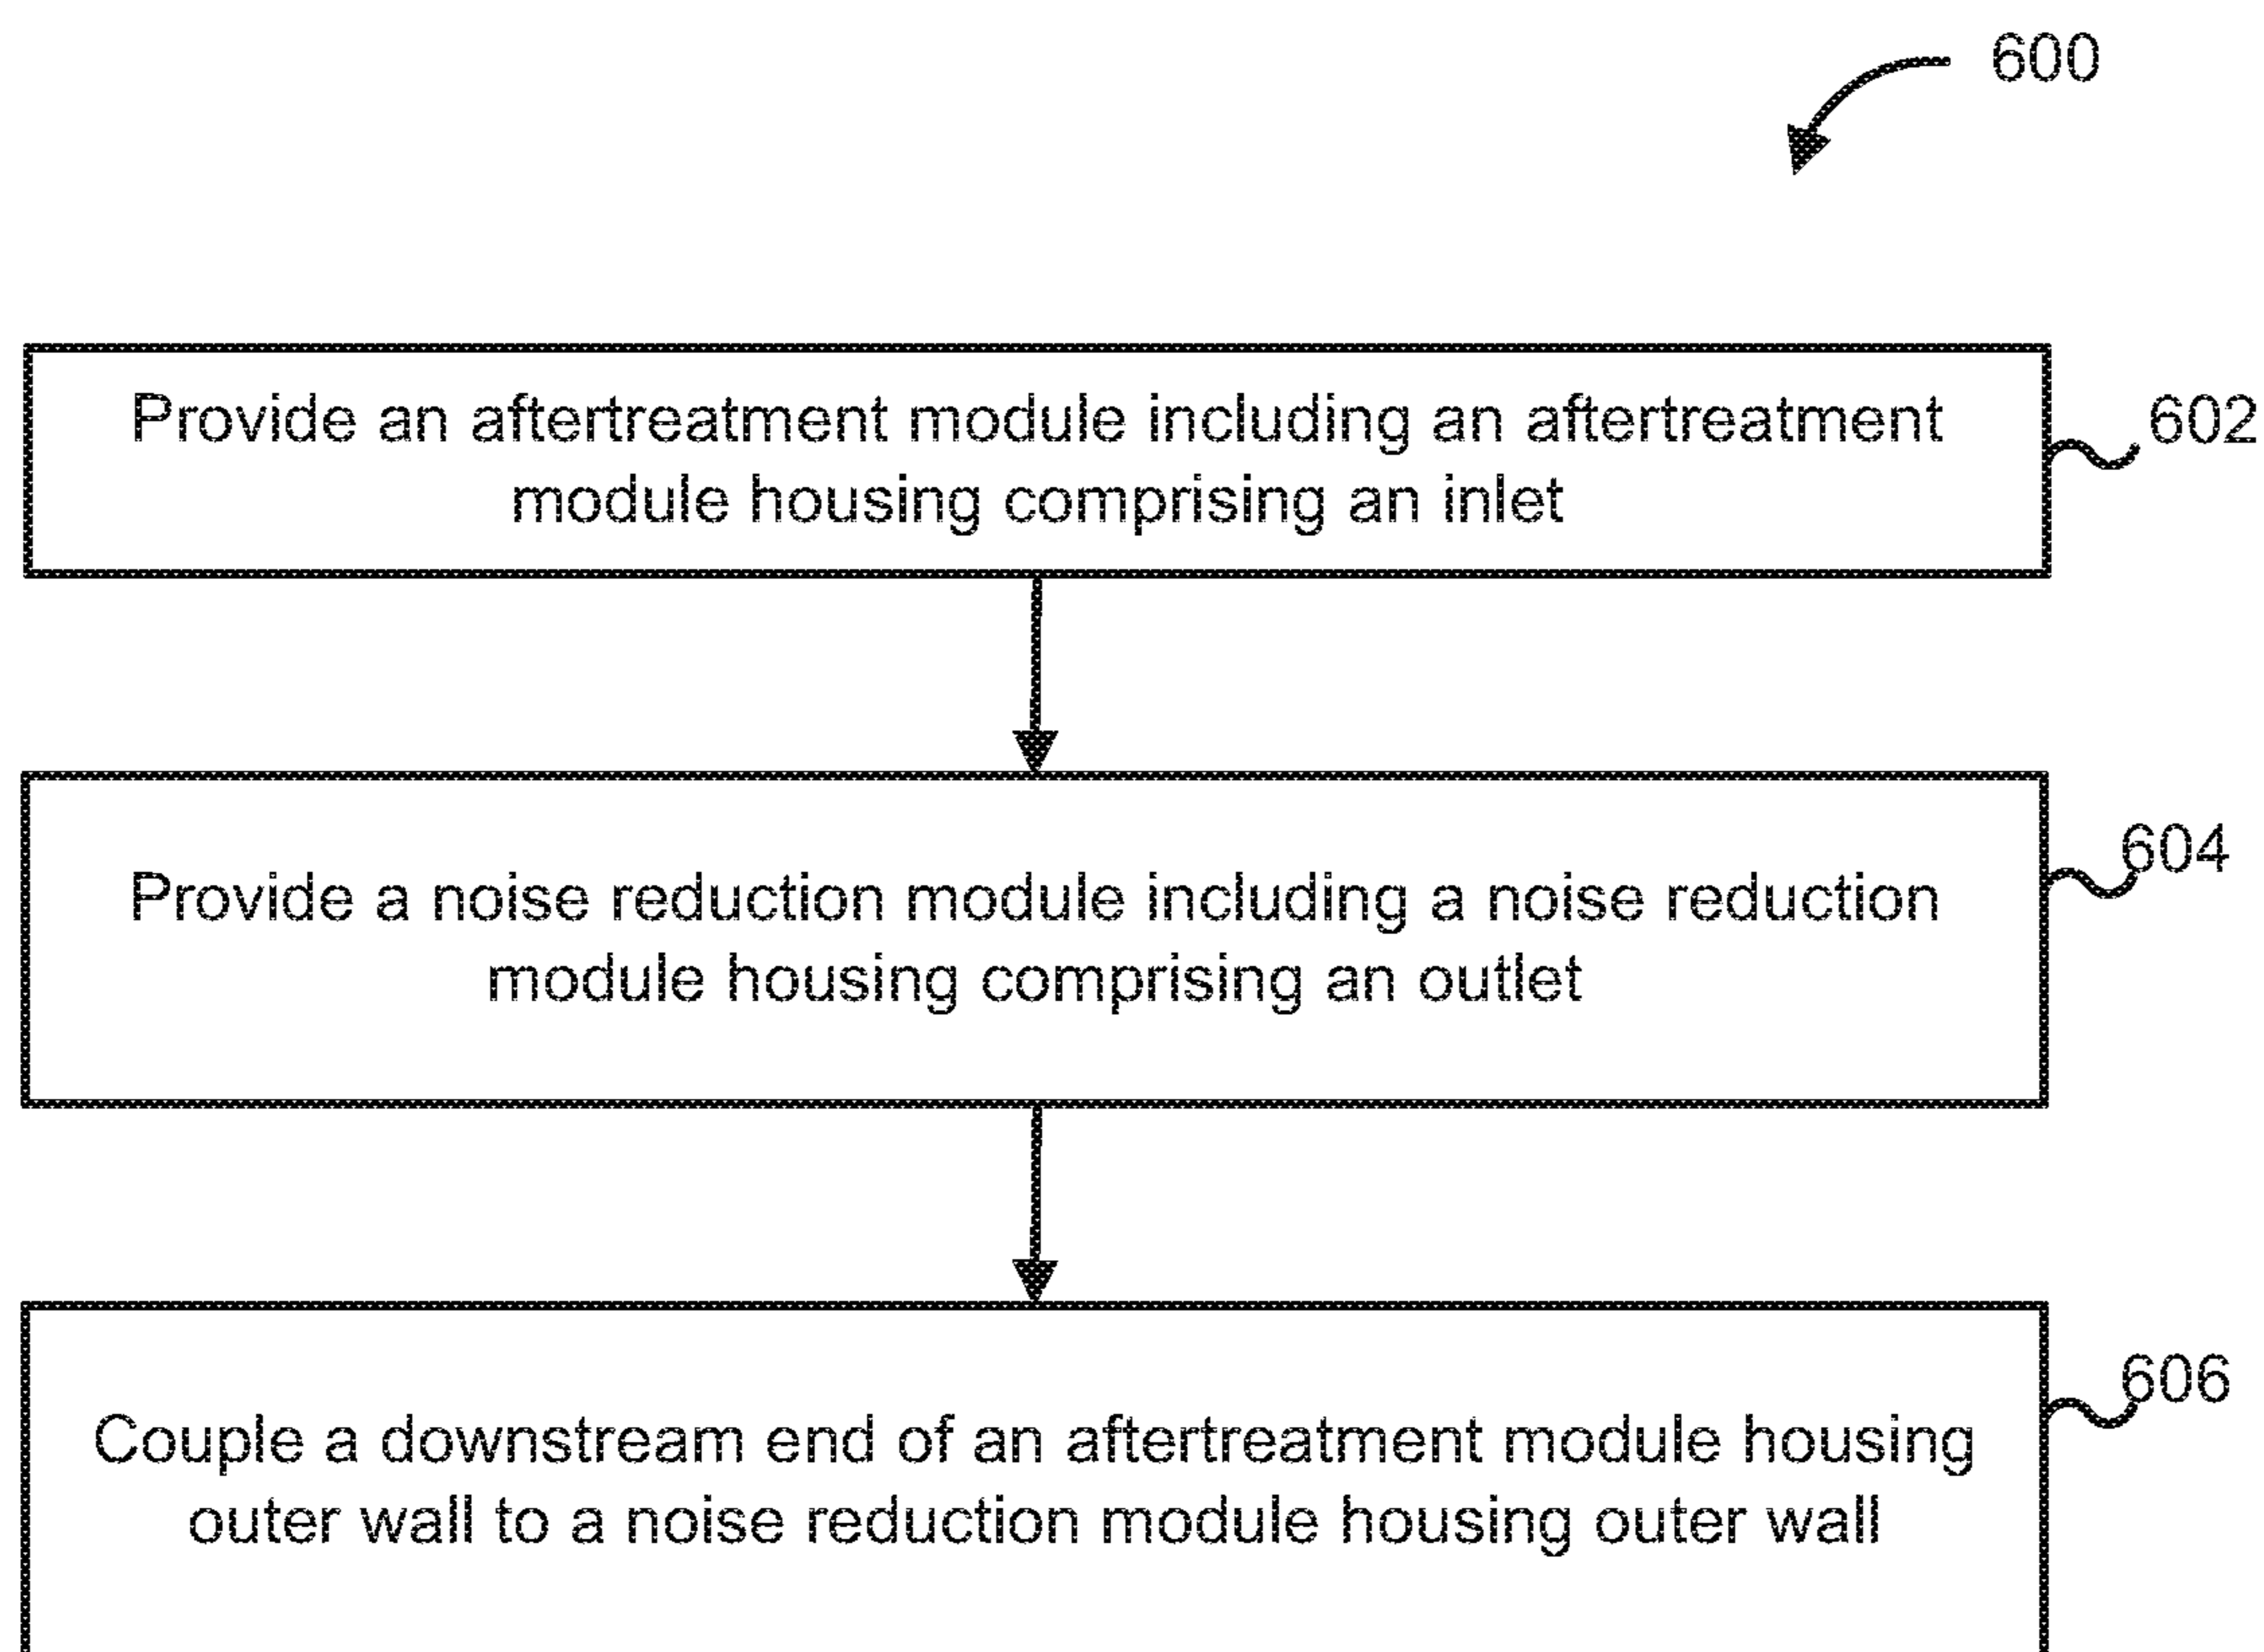 600
Provide an aftertreatment module including an aftertreatment
module housing comprising an inlet
602
Provide a noise reduction module including a noise reduction
module housing comprising an outlet
604
Couple a downstream end of an aftertreatment module housing
outer wall to a noise reduction module housing outer wall
606